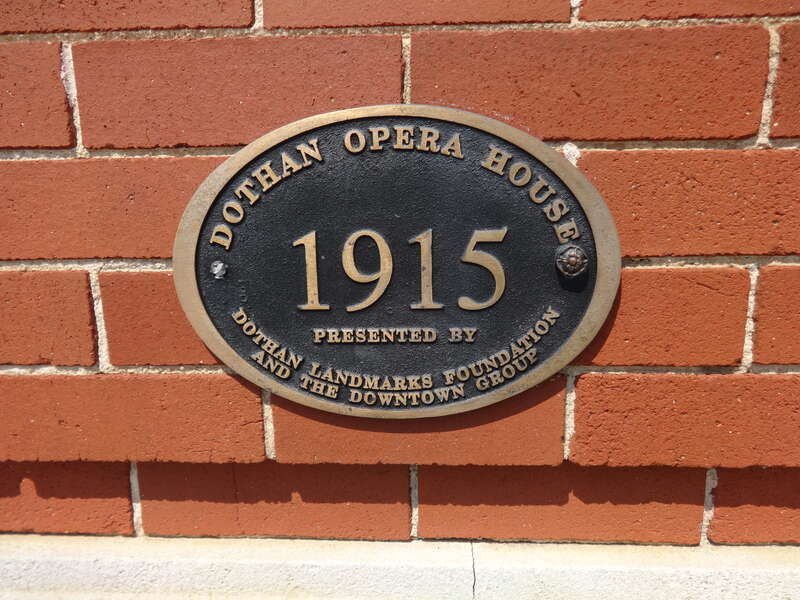 DOTHAN OPERA HOUSE
1915
PRESENTED BY
DOTHAN LANDMARKS FOUNDATION
AND THE DOWNTOWN GROUP